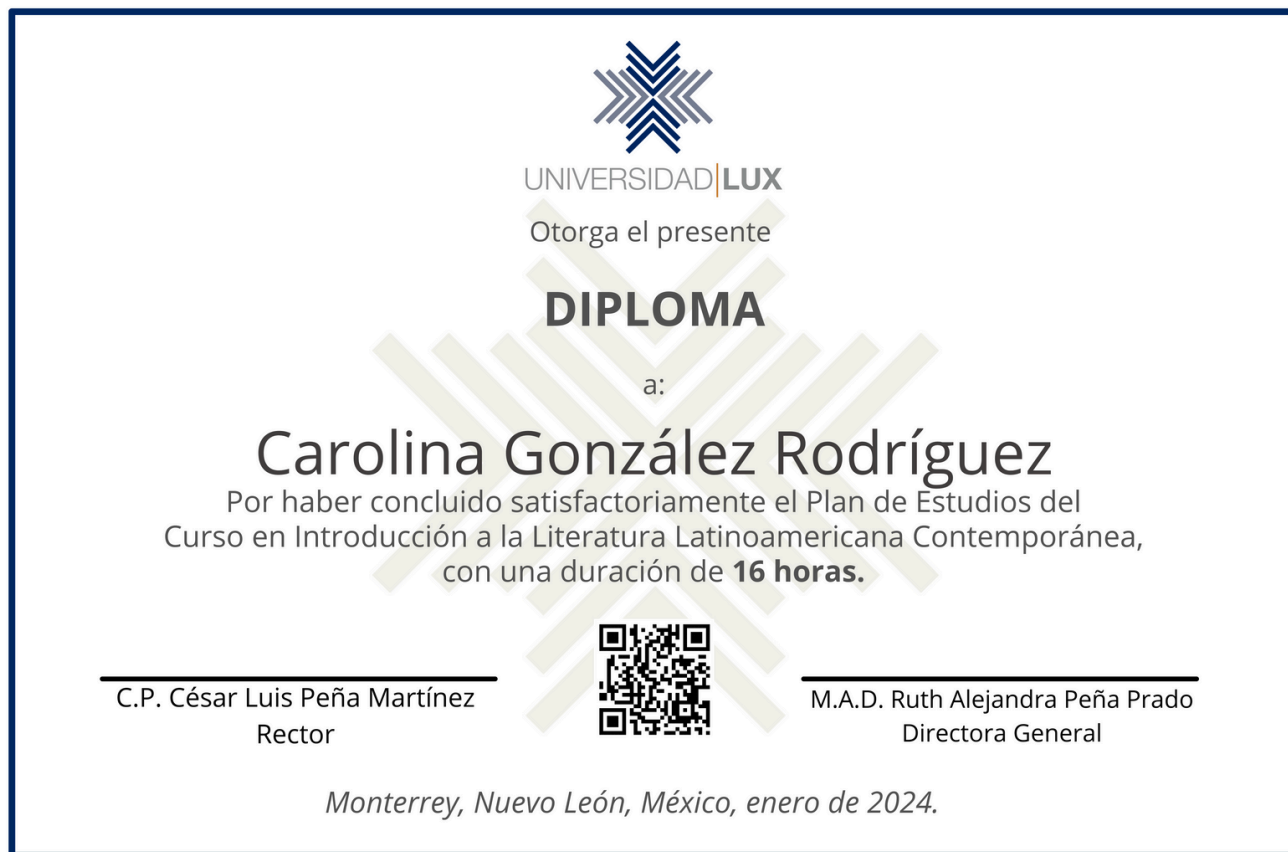 UNIVERSIDAD|LUX
Otorga el presente
DIPLOMA
a:
Carolina González Rodríguez
Por haber concluido satisfactoriamente el Plan de Estudios del
Curso en Introducción a la Literatura Latinoamericana Contemporánea,
con una duración de 16 horas.
C.P. César Luis Peña Martínez
Rector
M.A.D. Ruth Alejandra Peña Prado
Directora General
Monterrey, Nuevo León, México, enero de 2024.